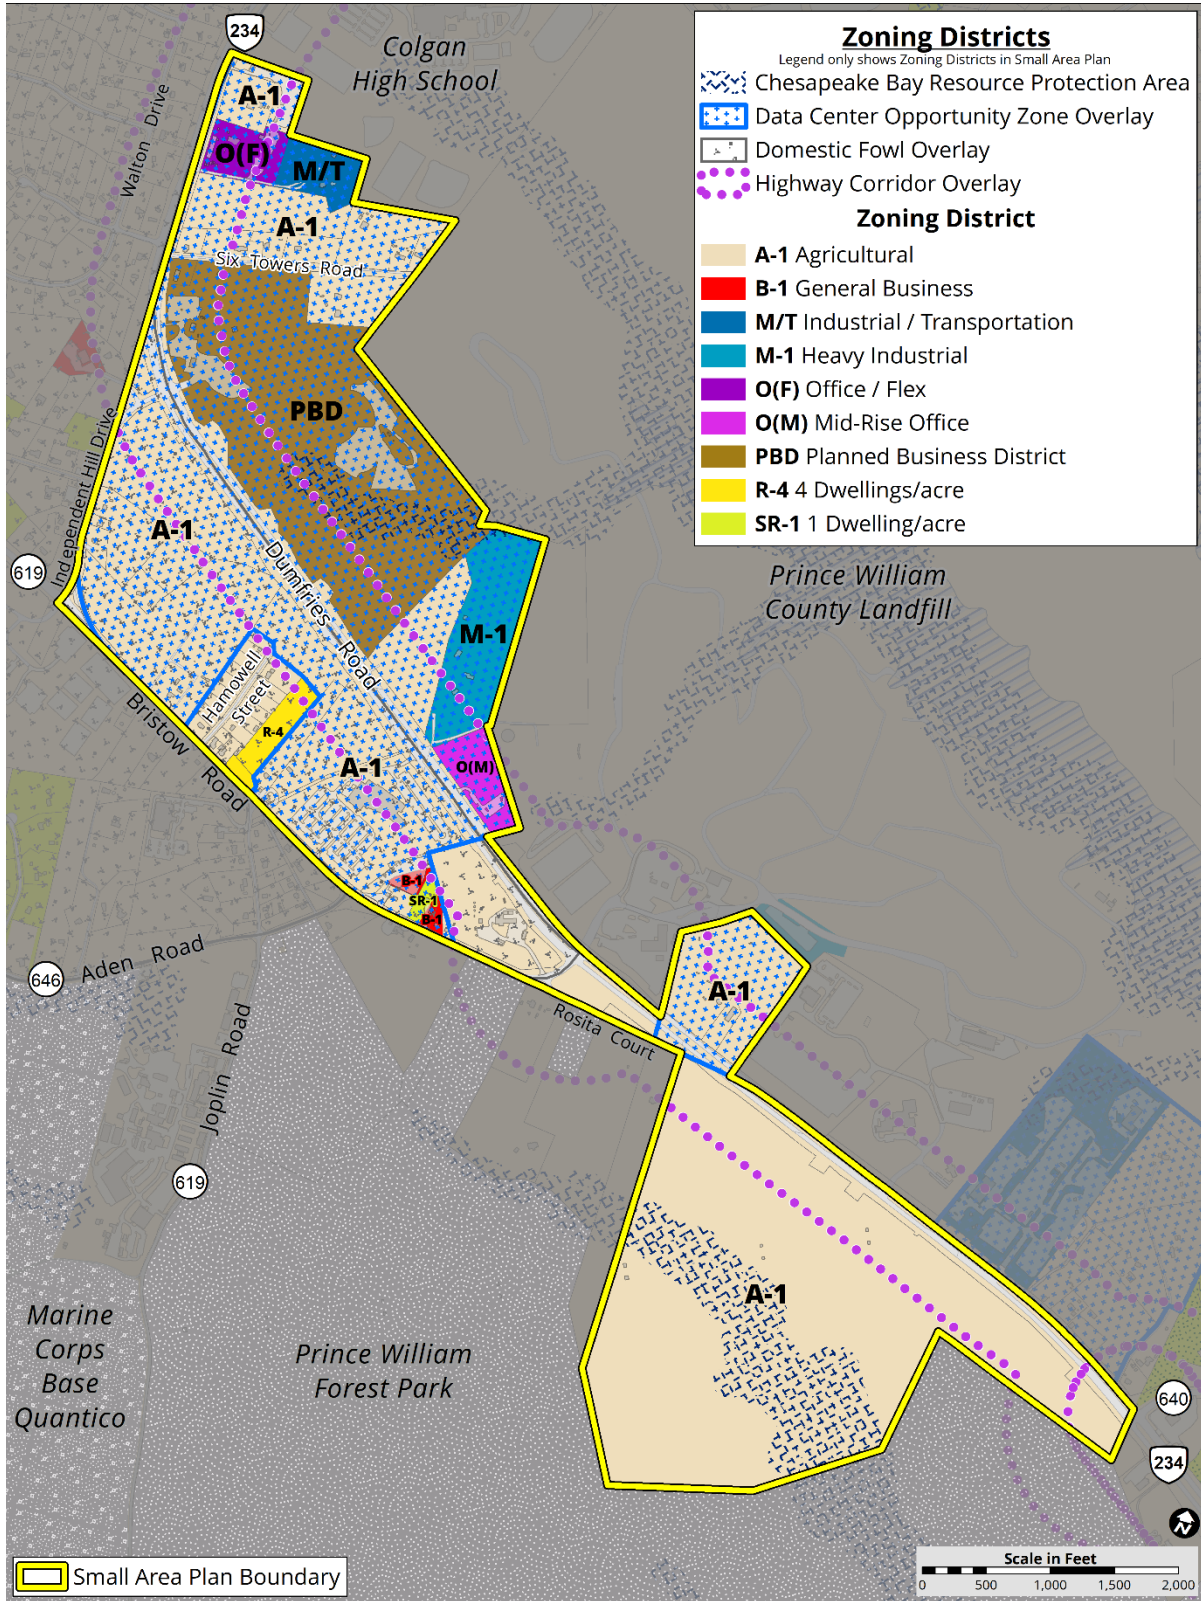 Zoning Districts
Legend only shows Zoning Districts in Small Area Plan
Chesapeake Bay Resource Protection Area
Data Center Opportunity Zone Overlay
Domestic Fowl Overlay
Highway Corridor Overlay
Zoning District
A-1 Agricultural
B-1 General Business
M/T Industrial / Transportation
M-1 Heavy Industrial
O(F) Office / Flex
O(M) Mid-Rise Office
PBD Planned Business District
R-4 4 Dwellings/acre
SR-1 1 Dwelling/acre
234
Colgan
High School
Walton Drive
A-1
O(F)
M/T
A-1
Six Towers Road
PBD
Independent Hill Drive
A-1
619
Dumfries Road
Prince William
County Landfill
M-1
Hamowell
Street
R-4
Bristow Road
A-1
O(M)
B-1
SR-1
B-1
646
Aden Road
A-1
Rosita Court
Joplin Road
619
A-1
Marine
Corps
Base
Quantico
Prince William
Forest Park
640
234
N
Scale in Feet
0 500 1,000 1,500 2,000
Small Area Plan Boundary